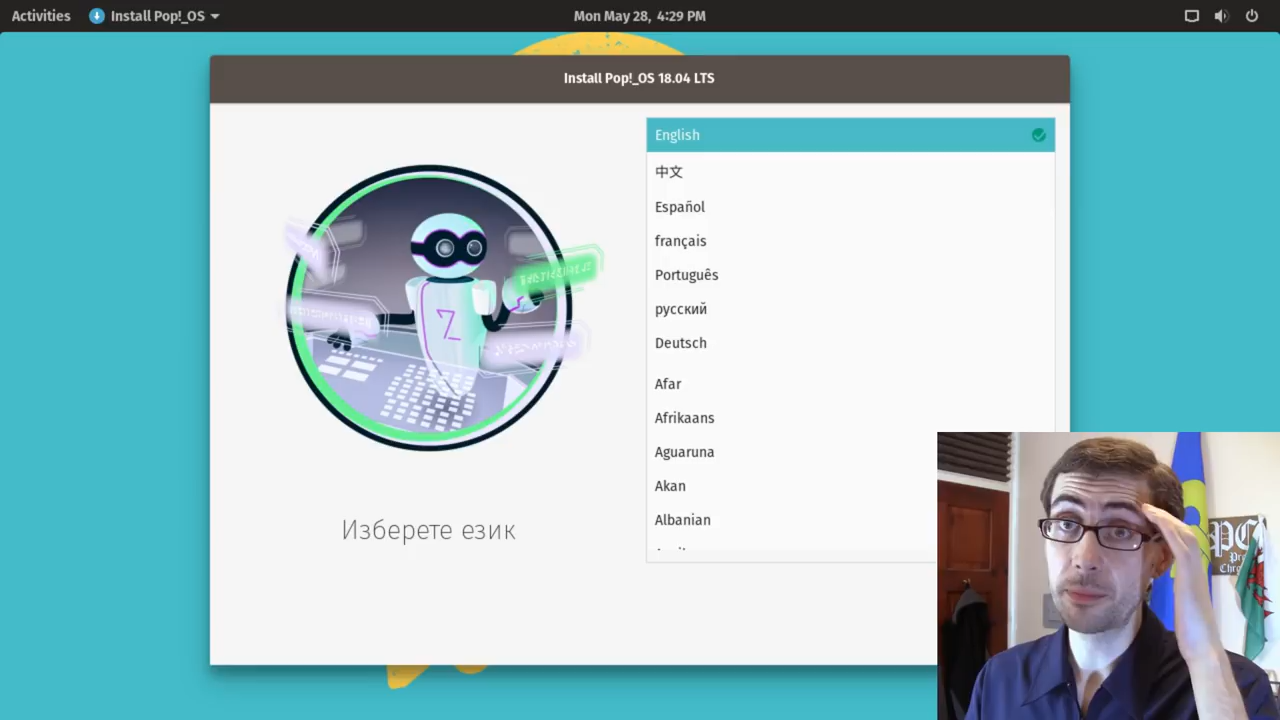 Activities
Install Pop!_OS
Mon May 28, 4:29 PM
Install Pop!_OS 18.04 LTS
English
中文
Español
français
Português
русский
Deutsch
Afar
Afrikaans
Aguaruna
Akan
Albanian
Изберете език
Z
PC